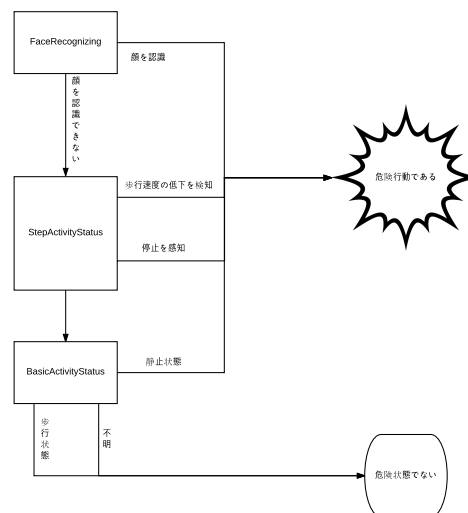 FaceRecognizing
顔を認識
顔を認識できない
危険行動である
歩行速度の低下を検知
StepActivityStatus
停止を感知
静止状態
BasicActivityStatus
歩行状態
不明
危険状態でない